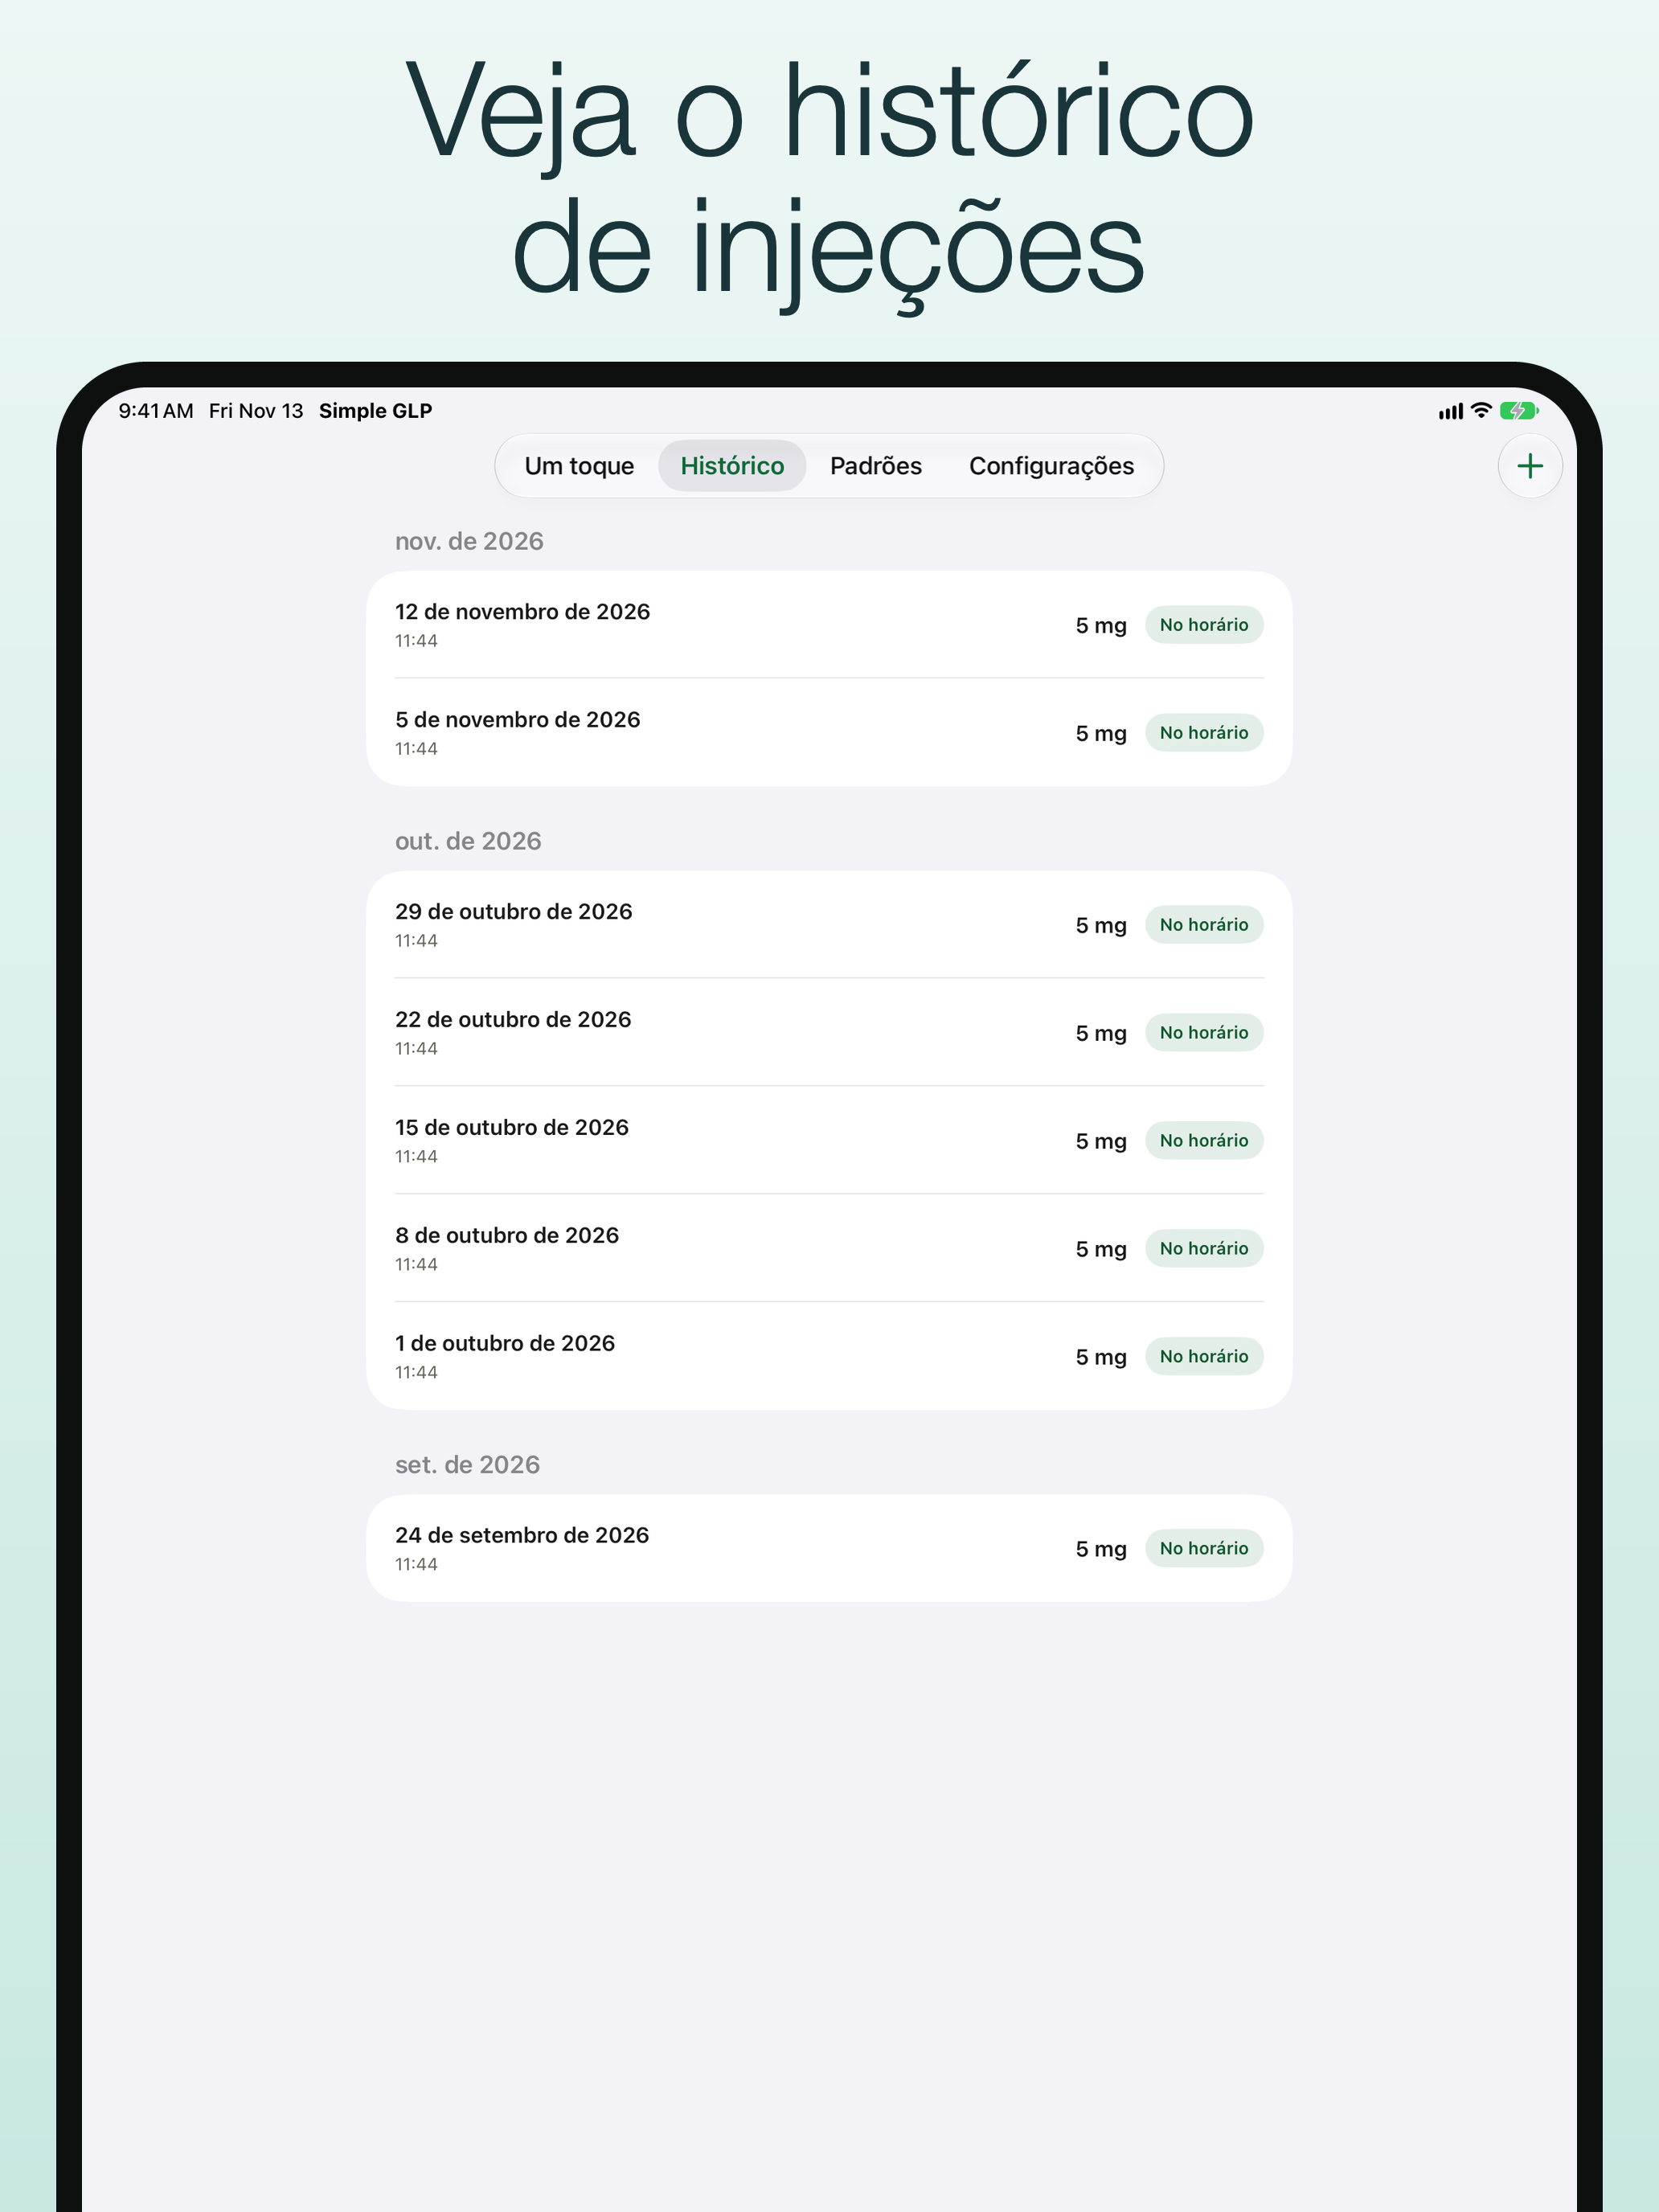 Veja o histórico
de injeções
9:41 AM Fri Nov 13 Simple GLP
Um toque Histórico Padrões Configurações
nov. de 2026
12 de novembro de 2026
11:44
5 mg No horário
5 de novembro de 2026
11:44
5 mg No horário
out. de 2026
29 de outubro de 2026
11:44
5 mg No horário
22 de outubro de 2026
11:44
5 mg No horário
15 de outubro de 2026
11:44
5 mg No horário
8 de outubro de 2026
11:44
5 mg No horário
1 de outubro de 2026
11:44
5 mg No horário
set. de 2026
24 de setembro de 2026
11:44
5 mg No horário